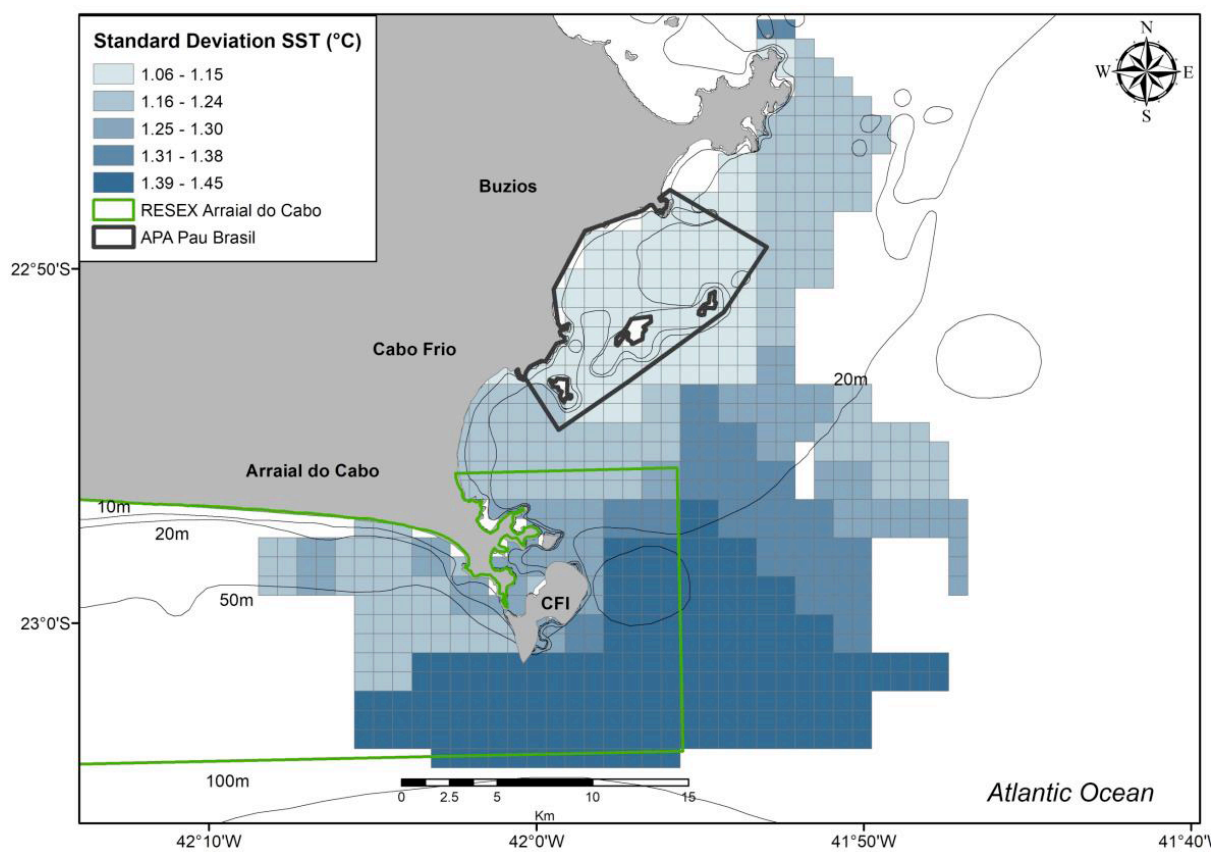 Standard Deviation SST (°C)
1.06 - 1.15
1.16 - 1.24
1.25 - 1.30
1.31 - 1.38
1.39 - 1.45
RESEX Arraial do Cabo
APA Pau Brasil
N
W
E
S
Buzios
22°50'S
Cabo Frio
20m
Arraial do Cabo
10m
20m
50m
CFI
23°0'S
100m
0 2.5 5 10 15
Km
Atlantic Ocean
42°10'W 42°0'W 41°50'W 41°40'W